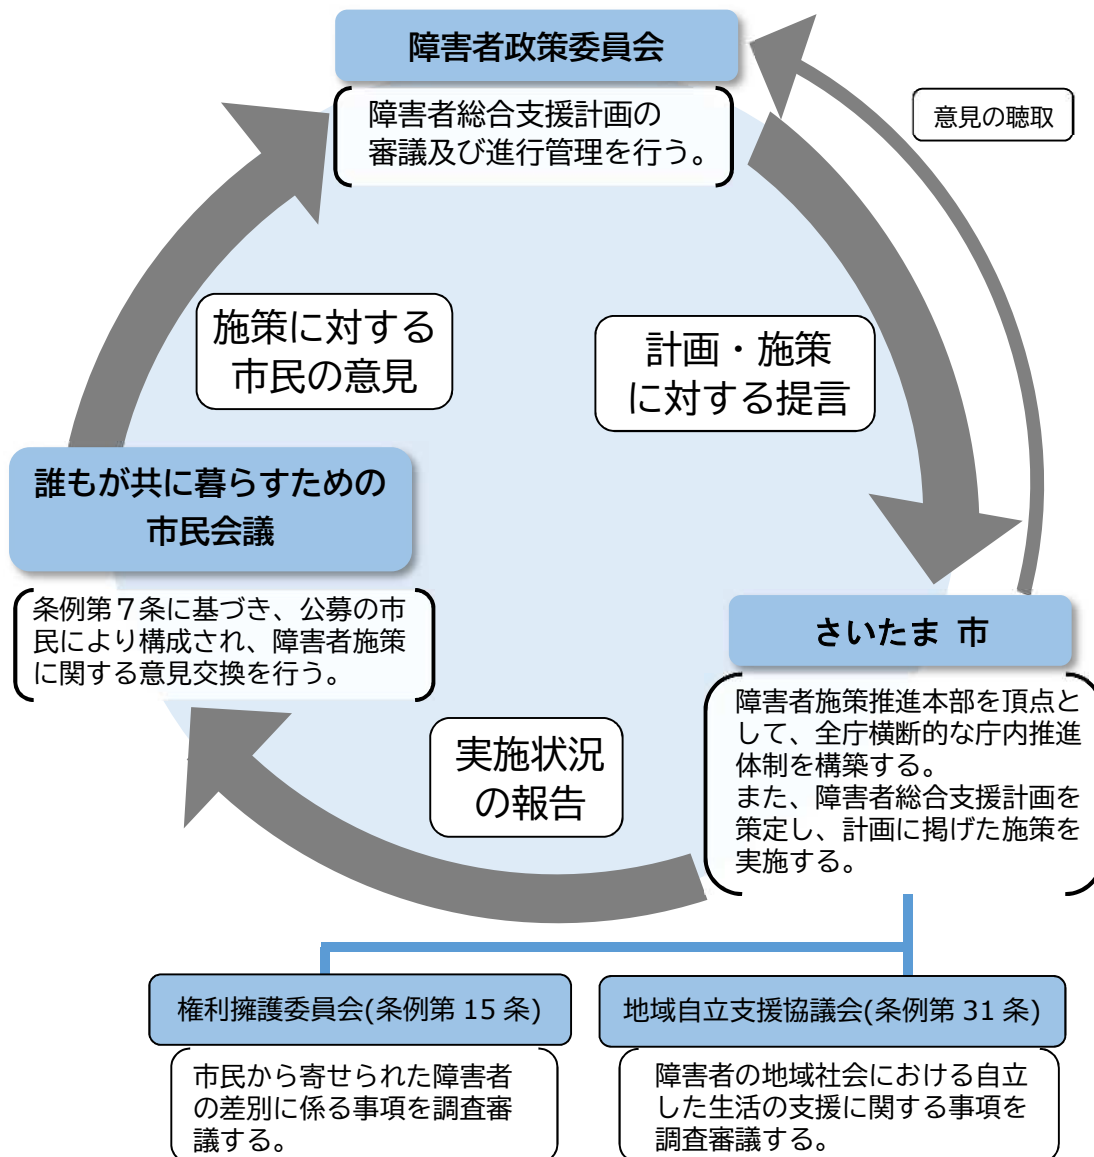 障害者政策委員会
障害者総合支援計画の
審議及び進行管理を行う。
意見の聴取
施策に対する
市民の意見
計画・施策
に対する提言
誰もが共に暮らすための
市民会議
条例第７条に基づき、公募の市
民により構成され、障害者施策
に関する意見交換を行う。
さいたま 市
障害者施策推進本部を頂点と
して、全庁横断的な庁内推進
体制を構築する。
また、障害者総合支援計画を
策定し、計画に掲げた施策を
実施する。
実施状況
の報告
権利擁護委員会(条例第 15 条)
市民から寄せられた障害者
の差別に係る事項を調査審
議する。
地域自立支援協議会(条例第 31 条)
障害者の地域社会における自立
した生活の支援に関する事項を
調査審議する。